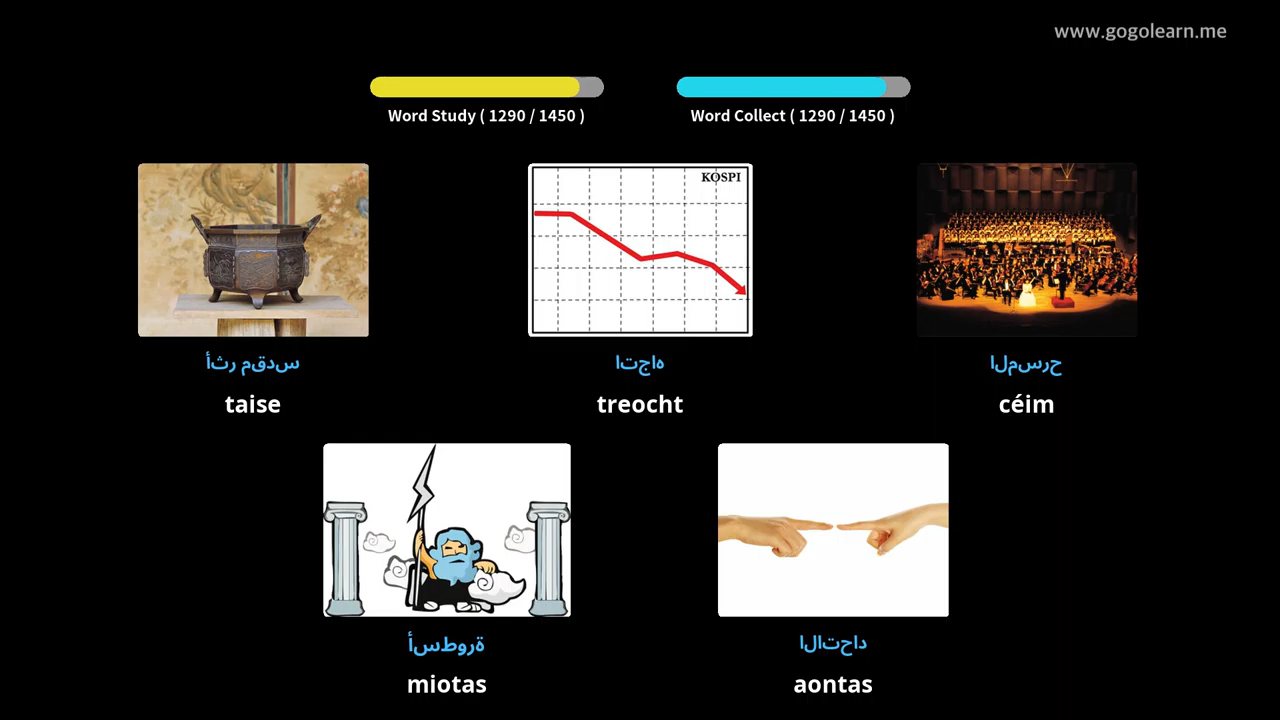 www.gogolearn.me
Word Study ( 1290 / 1450 )
Word Collect ( 1290 / 1450 )
KOSPI
أثر مقدس
اتجاه
المسرح
taise
treocht
céim
أسطورة
الاتحاد
miotas
aontas